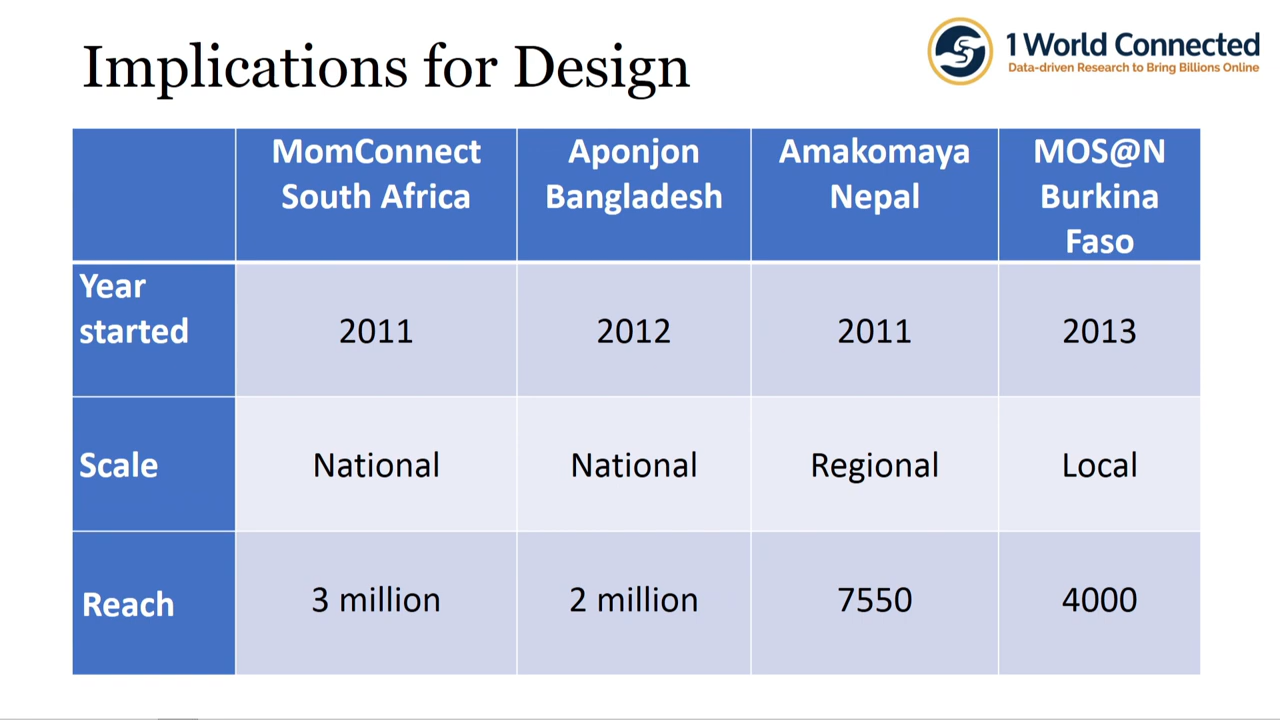 Implications for Design
1 World Connected
Data-driven Research to Bring Billions Online
MomConnect
South Africa
Aponjon
Bangladesh
Amakomaya
Nepal
MOS@N
Burkina
Faso
Year
started
2011
2012
2011
2013
Scale
National
National
Regional
Local
Reach
3 million
2 million
7550
4000